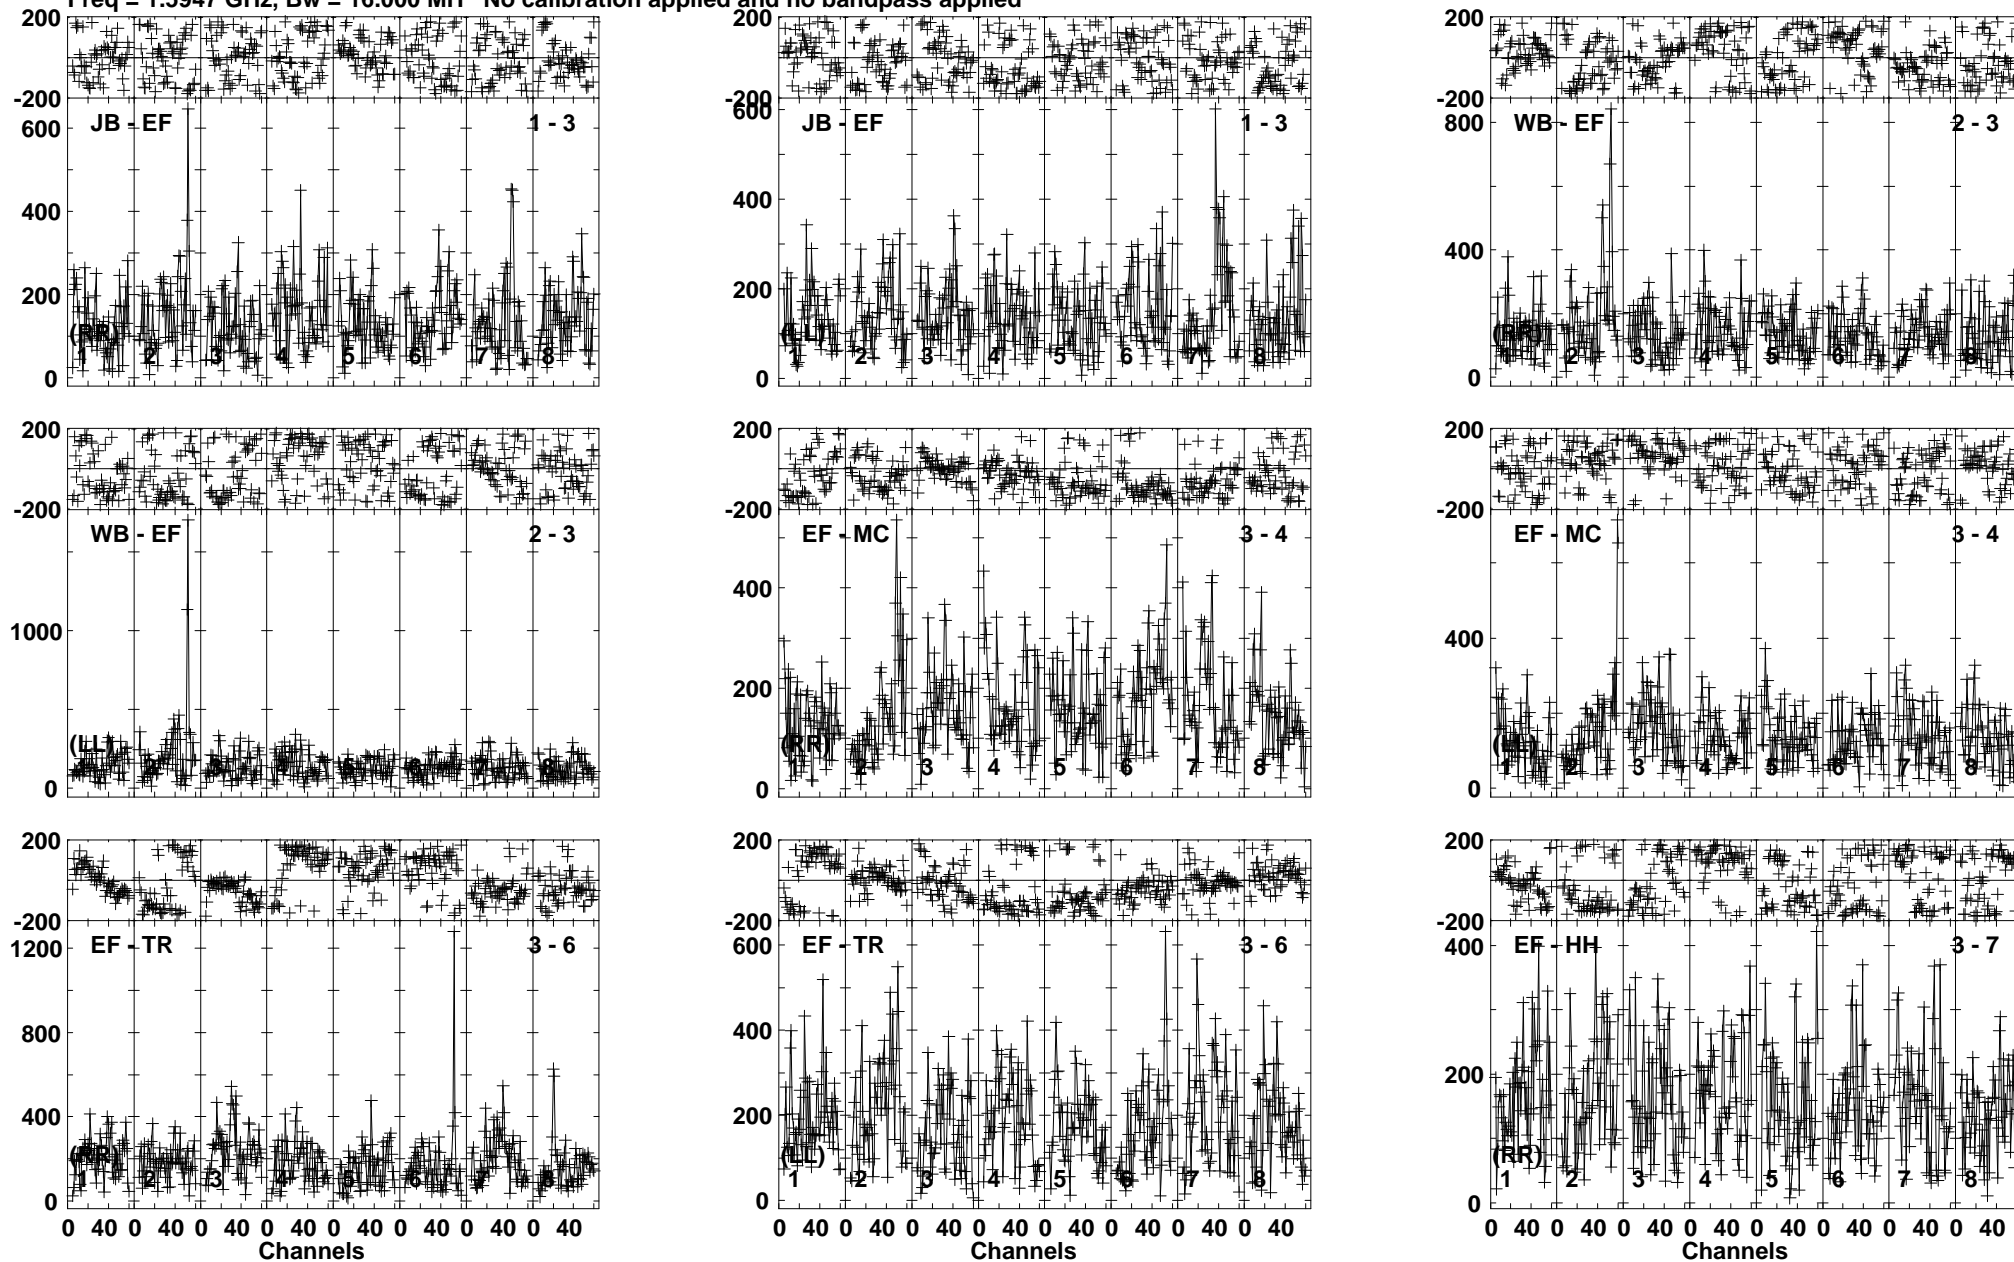 Freq = 1.5947 GHz, Bw = 16.000 MH No calibration applied and no bandpass applied
200 200 200
-200 -200 -200
JB - EF 1 - 3 JB - EF 1 - 3 WB - EF 2 - 3
600 600 800
400 400 400
200 200
(RR) (LL) (RR)
1 2 3 4 5 6 7 8 1 2 3 4 5 6 7 8 1 2 3 4 5 6 7 8
0 0 0
200 200 200
-200 -200 -200
WB - EF 2 - 3 EF - MC 3 - 4 EF - MC 3 - 4
1000 400 400
200
(LL) (RR) (LL)
1 2 3 4 5 6 7 8 1 2 3 4 5 6 7 8 1 2 3 4 5 6 7 8
0 0 0
200 200 200
-200 -200 -200
EF - TR 3 - 6 EF - TR 3 - 6 EF - HH 3 - 7
1200 600 400
800 400 200
400 200
(RR) (LL) (RR)
1 2 3 4 5 6 7 8 1 2 3 4 5 6 7 8 1 2 3 4 5 6 7 8
0 0 0
0 40 0 40 0 40 0 40 0 40 0 40 0 40 0 40 0 40 0 40 0 40 0 40 0 40 0 40 0 40 0 40 0 40 0 40 0 40 0 40 0 40 0 40 0 40 0 40
Channels Channels Channels